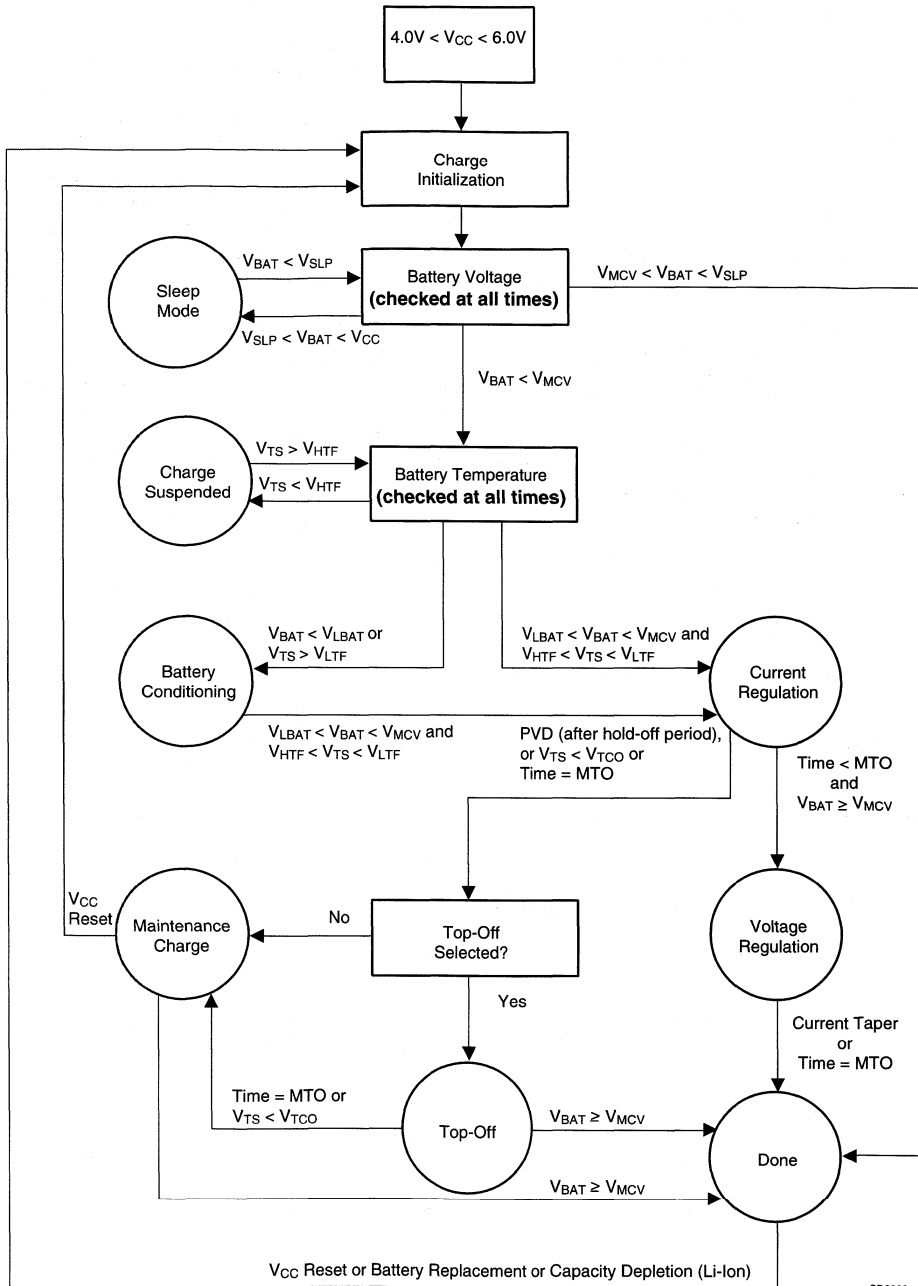 4.0V < VCC < 6.0V
Charge
Initialization
VBAT < VSLP
Sleep
Mode
VSLP < VBAT < VCC
Battery Voltage
(checked at all times)
VMCV < VBAT < VSLP
VBAT < VMCV
VTS > VHTF
Charge
Suspended
VTS < VHTF
Battery Temperature
(checked at all times)
VBAT < VLBAT or
VTS > VLTF
VLBAT < VBAT < VMCV and
VHTF < VTS < VLTF
Battery
Conditioning
Current
Regulation
VLBAT < VBAT < VMCV and
VHTF < VTS < VLTF
PVD (after hold-off period),
or VTS < VTCO or
Time = MTO
Time < MTO
and
VBAT ≥ VMCV
VCC
Reset
Maintenance
Charge
No
Top-Off
Selected?
Voltage
Regulation
Yes
Current Taper
or
Time = MTO
Time = MTO or
VTS < VTCO
Top-Off
VBAT ≥ VMCV
Done
VBAT ≥ VMCV
VCC Reset or Battery Replacement or Capacity Depletion (Li-Ion)